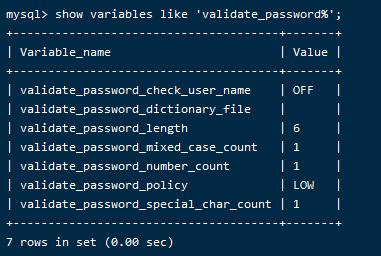 mysql> show variables like 'validate_password%';
+--------------------------------------+-------+
| Variable_name | Value |
+--------------------------------------+-------+
| validate_password_check_user_name | OFF |
| validate_password_dictionary_file | |
| validate_password_length | 6 |
| validate_password_mixed_case_count | 1 |
| validate_password_number_count | 1 |
| validate_password_policy | LOW |
| validate_password_special_char_count | 1 |
+--------------------------------------+-------+
7 rows in set (0.00 sec)